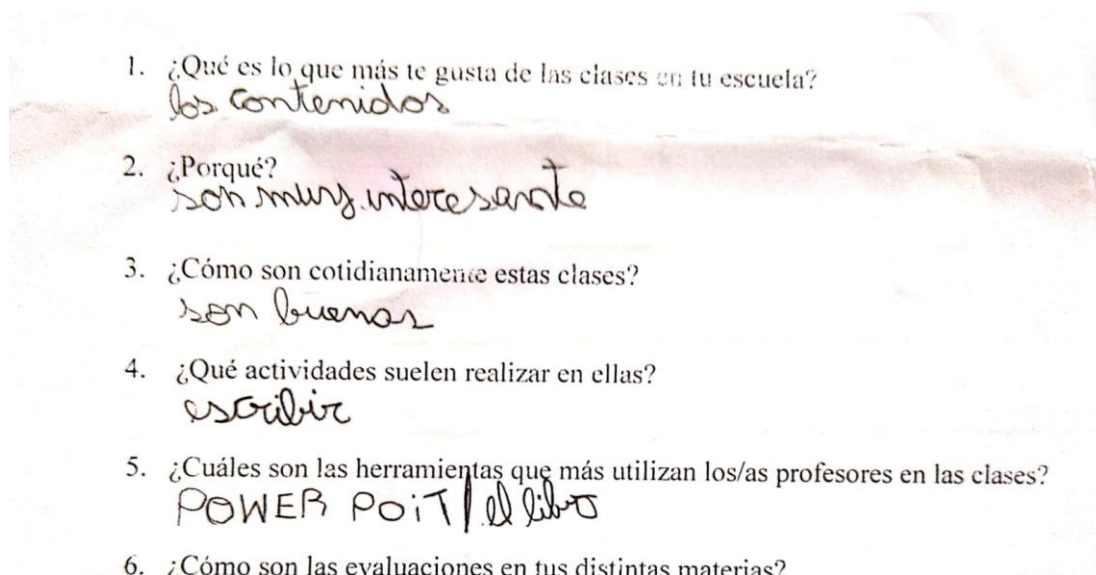 1. ¿Qué es lo que más te gusta de las clases en tu escuela?
los contenidos
2. ¿Porqué?
son muy interesante
3. ¿Cómo son cotidianamente estas clases?
son buenas
4. ¿Qué actividades suelen realizar en ellas?
escribir
5. ¿Cuáles son las herramientas que más utilizan los/as profesores en las clases?
POWER POiT/el libro
6. ¿Cómo son las evaluaciones en tus distintas materias?